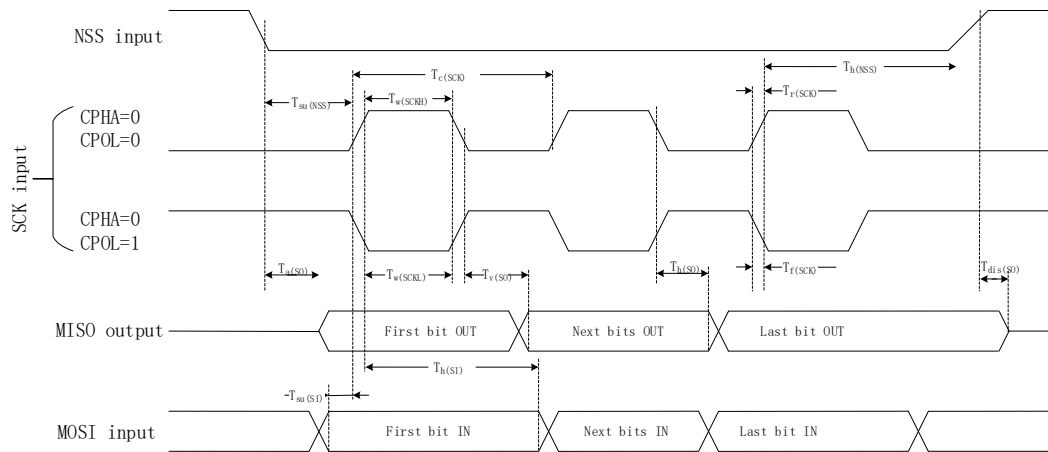 NSS input
Tc(SCK)
Th(NSS)
Tsu(NSS)
Tw(SCKH)
Tr(SCK)
SCK input
CPHA=0
CPOL=0
CPHA=0
CPOL=1
Ta(SO)
Tw(SCKL)
Tv(SO)
Th(SO)
Tf(SCK)
Tdis(SO)
MISO output
First bit OUT
Next bits OUT
Last bit OUT
Th(SI)
Tsu(SI)
MOSI input
First bit IN
Next bits IN
Last bit IN